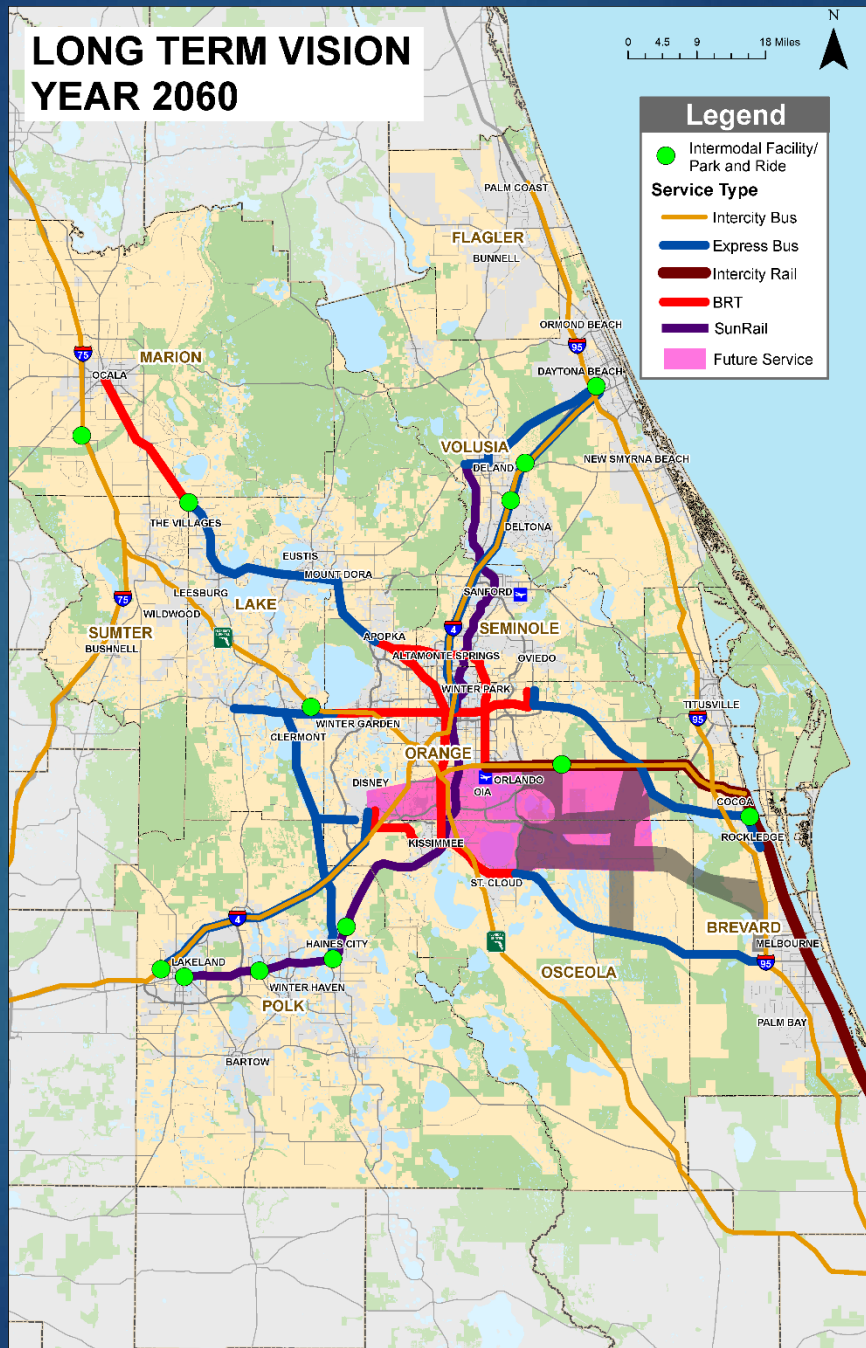 LONG TERM VISION
YEAR 2060
N
0 4.5 9 18 Miles
Legend
Intermodal Facility/
Park and Ride
Service Type
Intercity Bus
Express Bus
Intercity Rail
BRT
SunRail
Future Service
PALM COAST
FLAGLER
BUNNELL
ORMOND BEACH
95
75
MARION
DAYTONA BEACH
OCALA
VOLUSIA
DELAND
NEW SMYRNA BEACH
THE VILLAGES
DELTONA
EUSTIS
MOUNT DORA
LEESBURG
SANFORD
75
LAKE
WILDWOOD
SUMTER
4
SEMINOLE
BUSHNELL
APOPKA
ALTAMONTE SPRINGS
OVIEDO
WINTER PARK
TITUSVILLE
95
WINTER GARDEN
CLERMONT
ORANGE
DISNEY
ORLANDO
OIA
COCOA
ROCKLEDGE
KISSIMMEE
ST. CLOUD
4
BREVARD
HAINES CITY
MELBOURNE
LAKELAND
95
OSCEOLA
WINTER HAVEN
POLK
PALM BAY
BARTOW